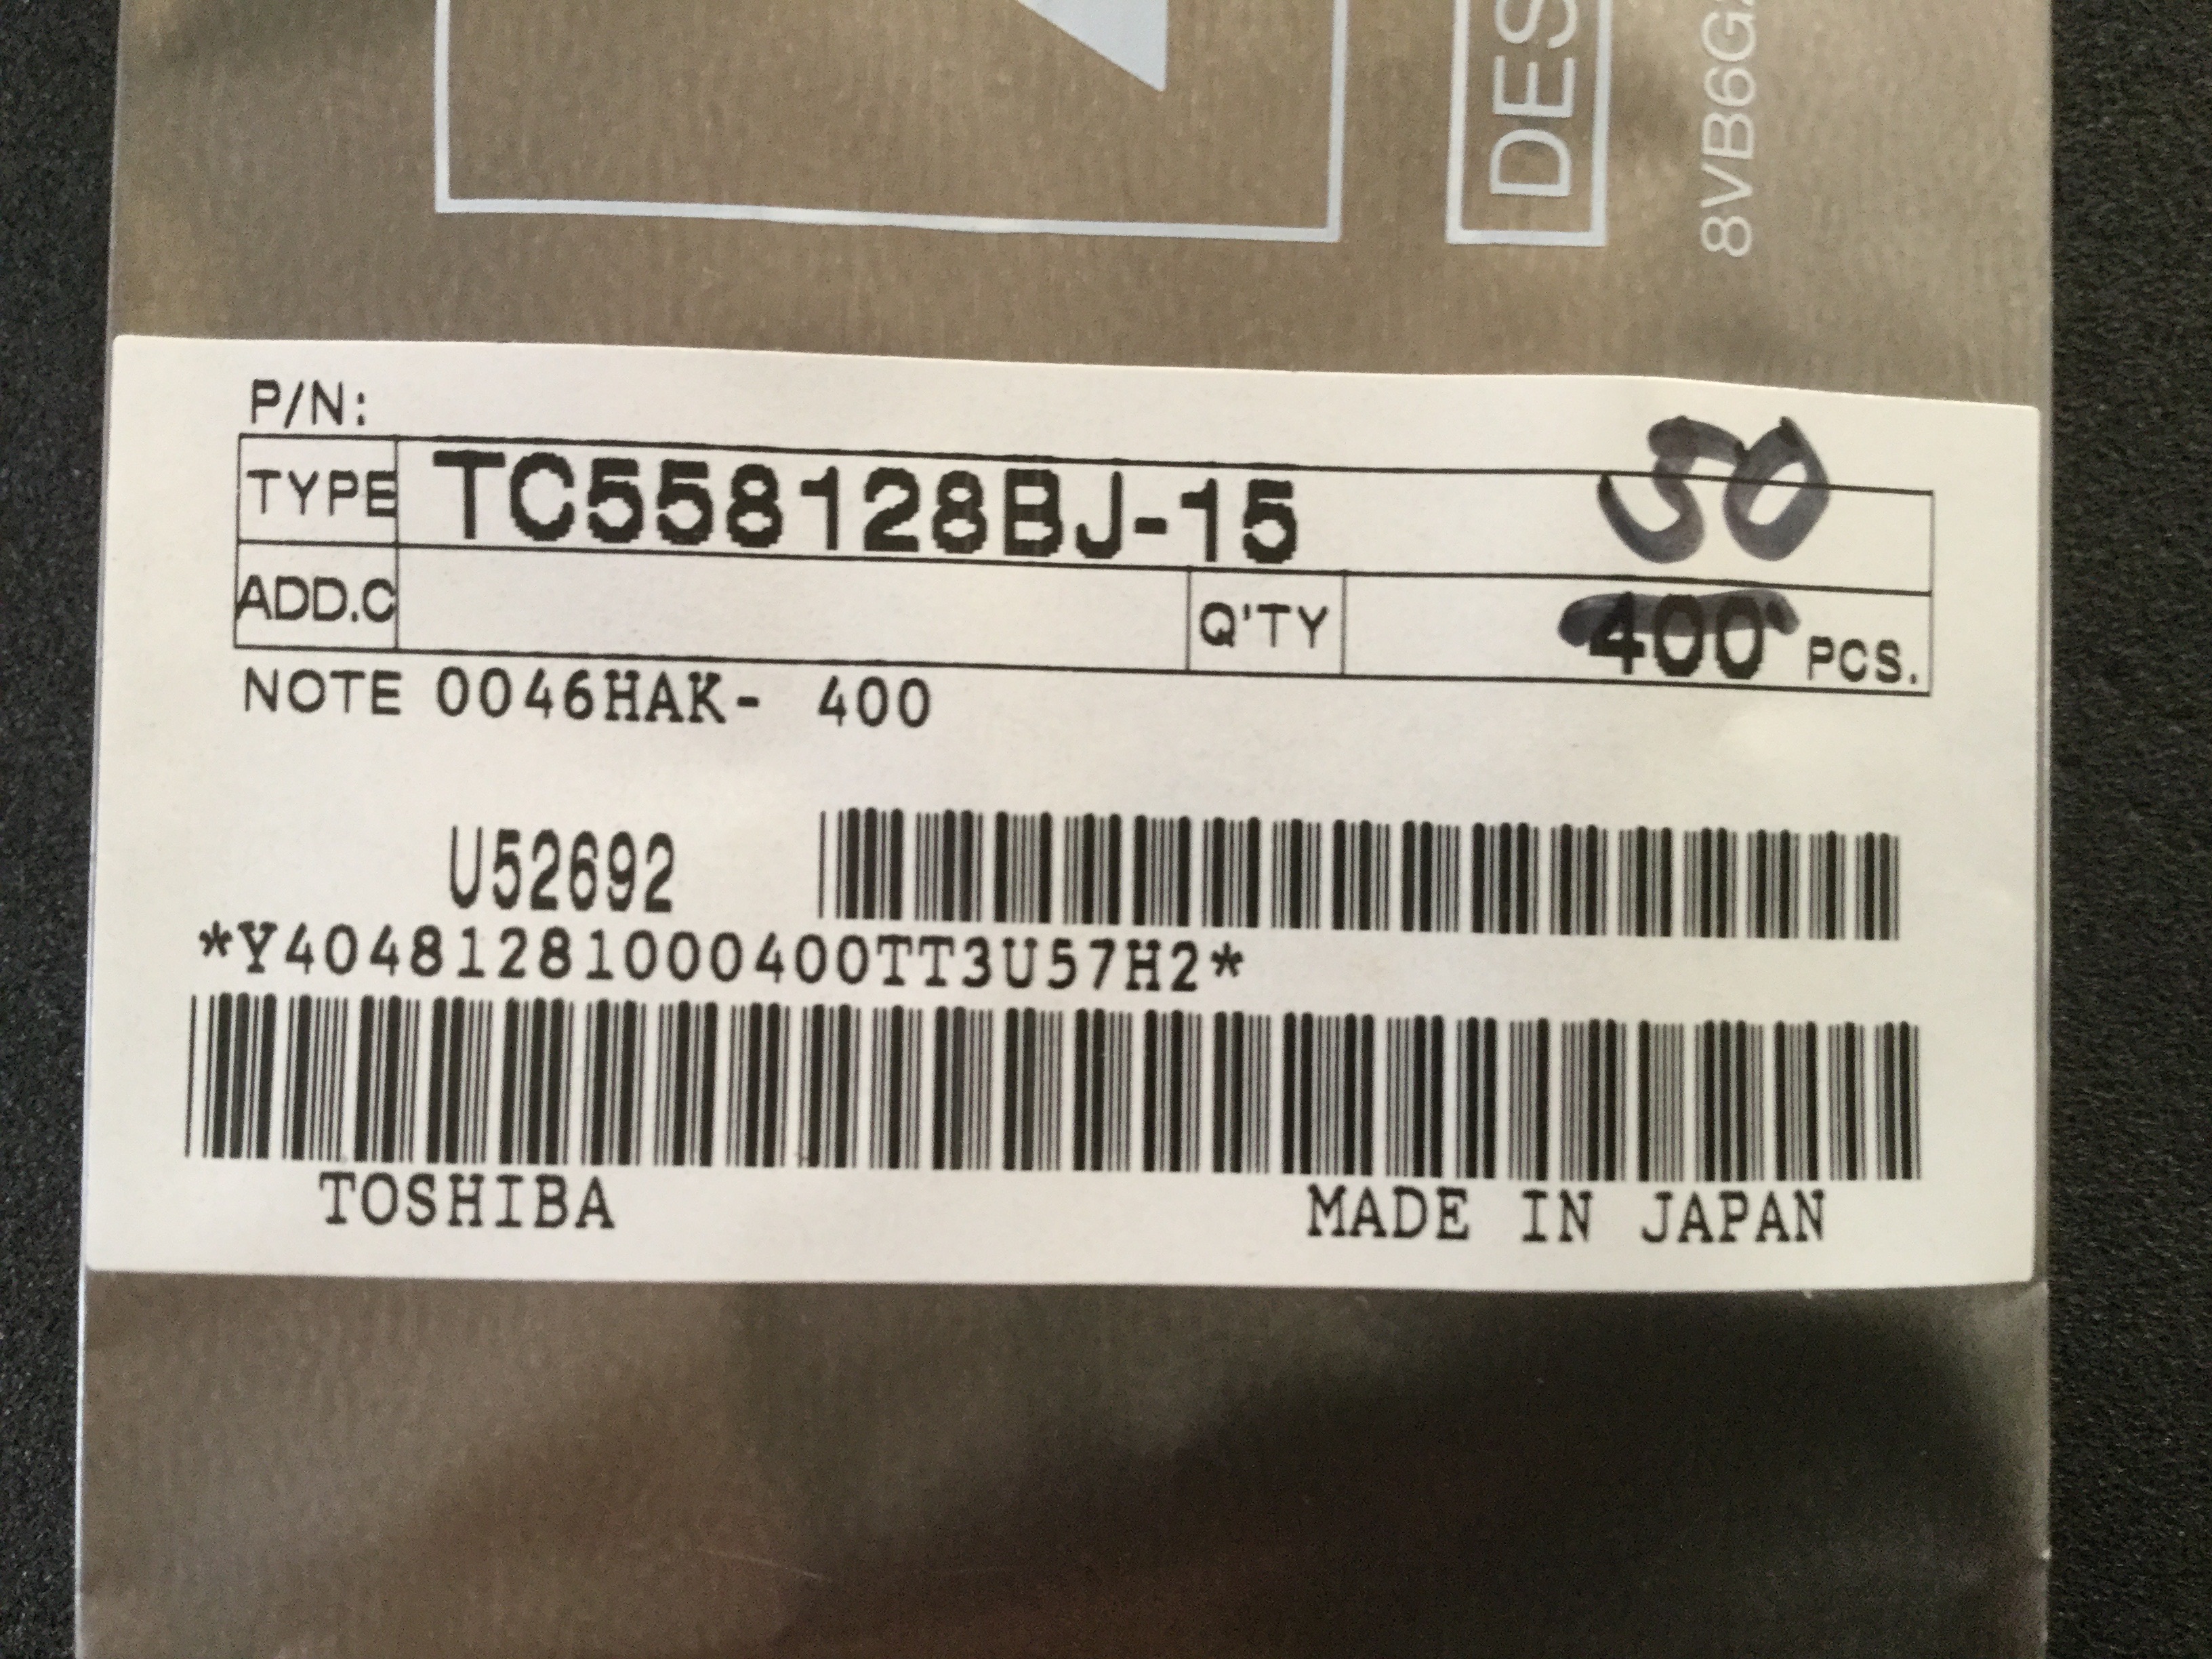 DES
8VB6G
P/N:
50
TYPE TC558128BJ-15
ADD.C Q'TY 400 PCS.
NOTE 0046HAK- 400
U52692
*Y40481281000400TT3U57H2*
TOSHIBA MADE IN JAPAN